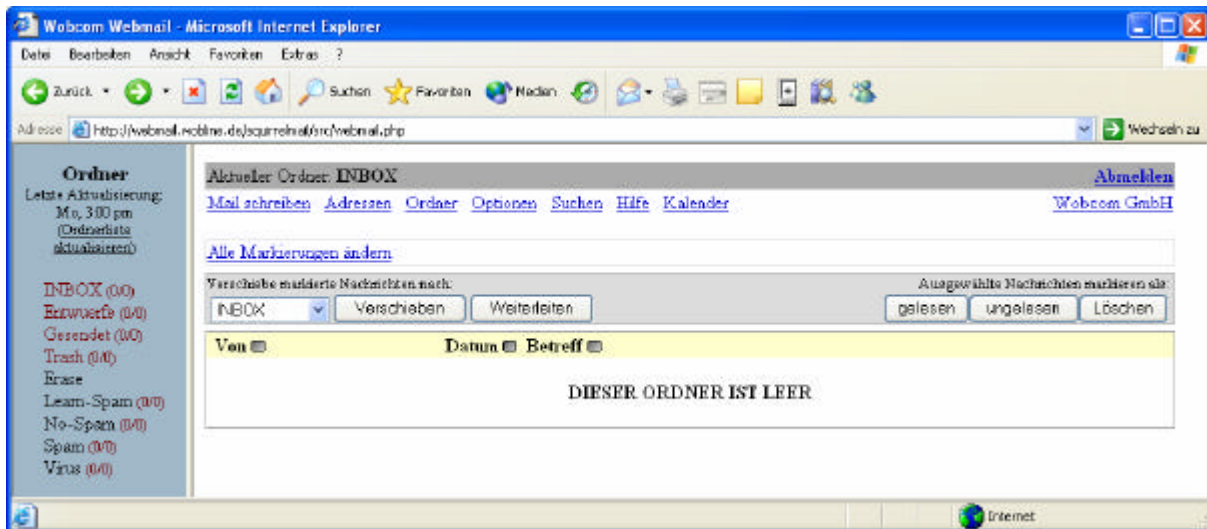 Wobcom Webmail - Microsoft Internet Explorer
Datei Bearbeiten Ansicht Favoriten Extras ?
Zurück Suchen Favoriten Medien
Adresse http://webmail.wobline.de/squirrelmail/src/webmail.php Wechseln zu
Ordner
Letzte Aktualisierung:
Mo, 3:00 pm
(Ordnerliste
aktualisieren)
INBOX (0/0)
Entwuerfe (0/0)
Gesendet (0/0)
Trash (0/0)
Erase
Learn-Spam (0/0)
No-Spam (0/0)
Spam (0/0)
Virus (0/0)
Aktueller Ordner: INBOX Abmelden
Mail schreiben Adressen Ordner Optionen Suchen Hilfe Kalender Wobcom GmbH
Alle Markierungen ändern
Verschiebe markierte Nachrichten nach: Ausgewählte Nachrichten markieren als:
INBOX Verschieben Weiterleiten gelesen ungelesen Löschen
Von Datum Betreff
DIESER ORDNER IST LEER
Internet